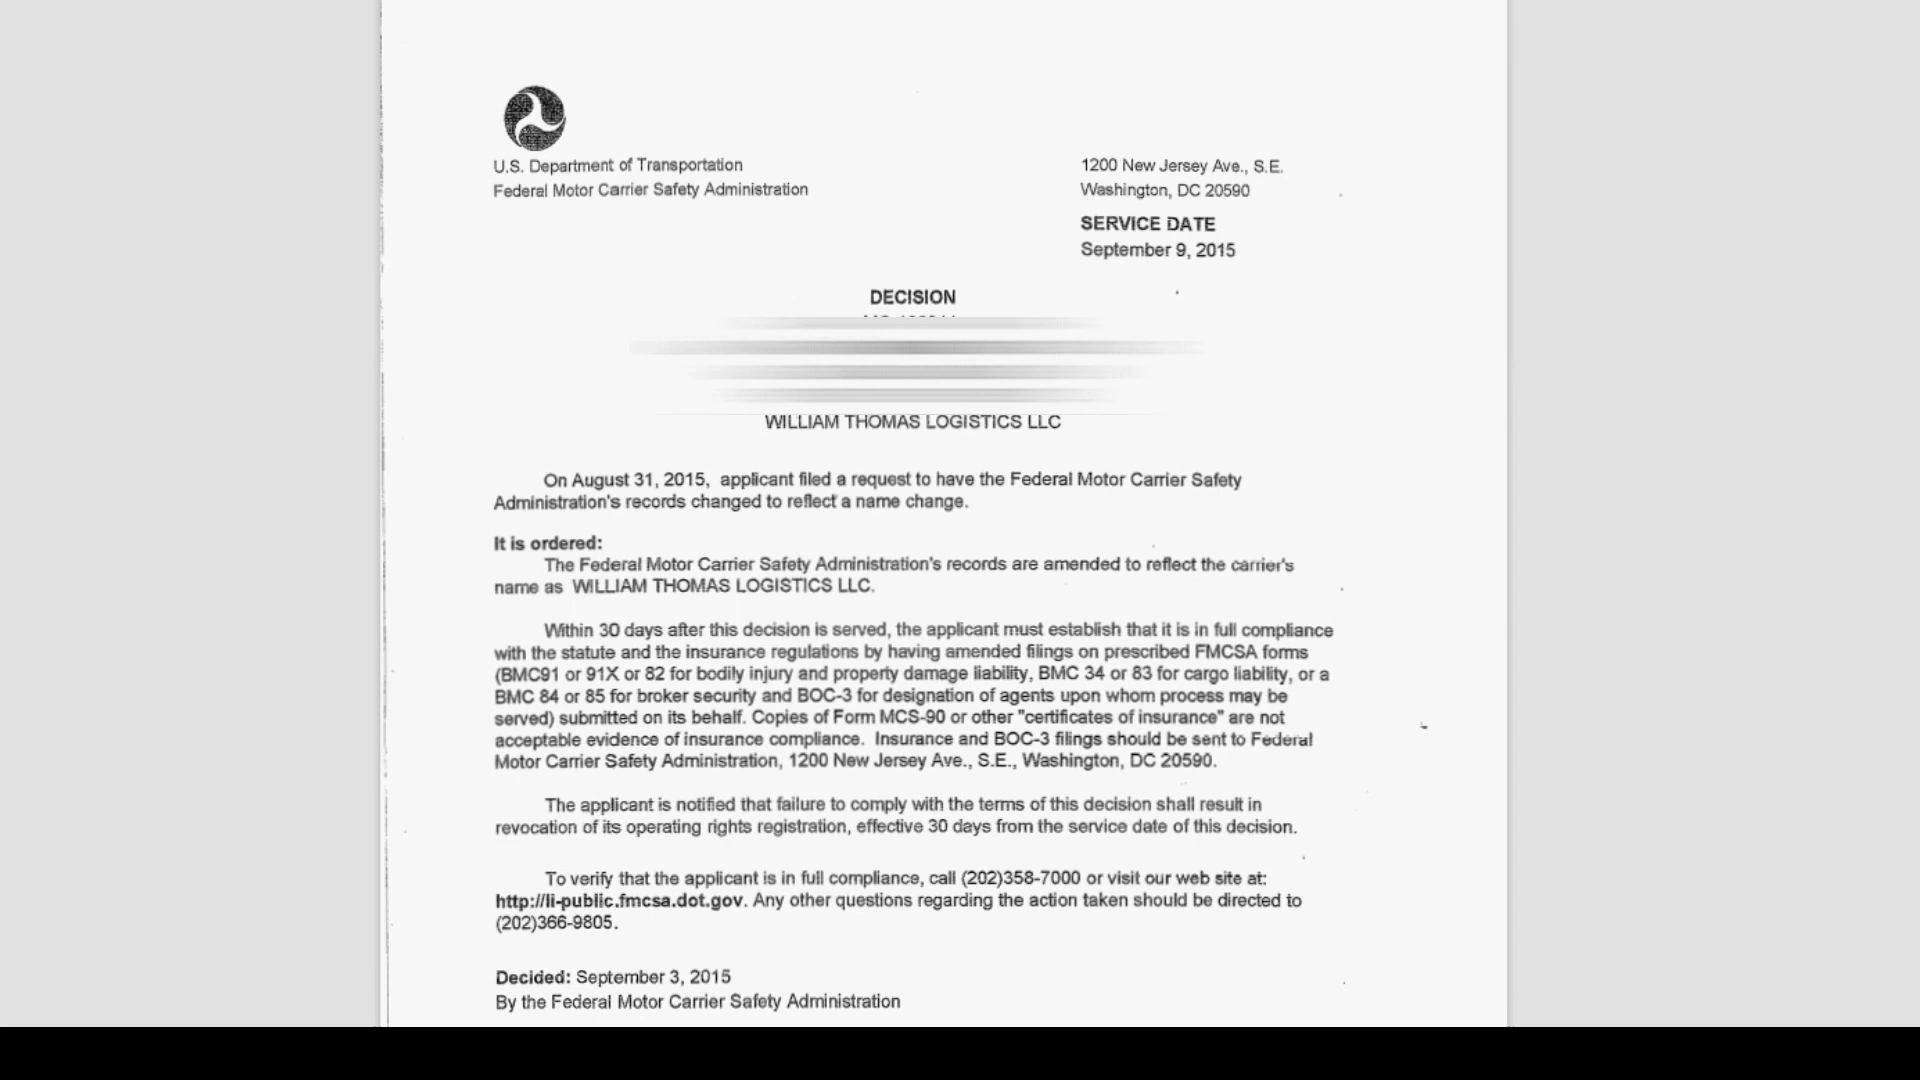 U.S. Department of Transportation
Federal Motor Carrier Safety Administration
1200 New Jersey Ave., S.E.
Washington, DC 20590
SERVICE DATE
September 9, 2015
DECISION
WILLIAM THOMAS LOGISTICS LLC
On August 31, 2015, applicant filed a request to have the Federal Motor Carrier Safety
Administration's records changed to reflect a name change.
It is ordered:
The Federal Motor Carrier Safety Administration's records are amended to reflect the carrier's
name as WILLIAM THOMAS LOGISTICS LLC.
Within 30 days after this decision is served, the applicant must establish that it is in full compliance
with the statute and the insurance regulations by having amended filings on prescribed FMCSA forms
(BMC91 or 91X or 82 for bodily injury and property damage liability, BMC 34 or 83 for cargo liability, or a
BMC 84 or 85 for broker security and BOC-3 for designation of agents upon whom process may be
served) submitted on its behalf. Copies of Form MCS-90 or other "certificates of insurance" are not
acceptable evidence of insurance compliance. Insurance and BOC-3 filings should be sent to Federal
Motor Carrier Safety Administration, 1200 New Jersey Ave., S.E., Washington, DC 20590.
The applicant is notified that failure to comply with the terms of this decision shall result in
revocation of its operating rights registration, effective 30 days from the service date of this decision.
To verify that the applicant is in full compliance, call (202)358-7000 or visit our web site at:
http://li-public.fmcsa.dot.gov. Any other questions regarding the action taken should be directed to
(202)366-9805.
Decided: September 3, 2015
By the Federal Motor Carrier Safety Administration